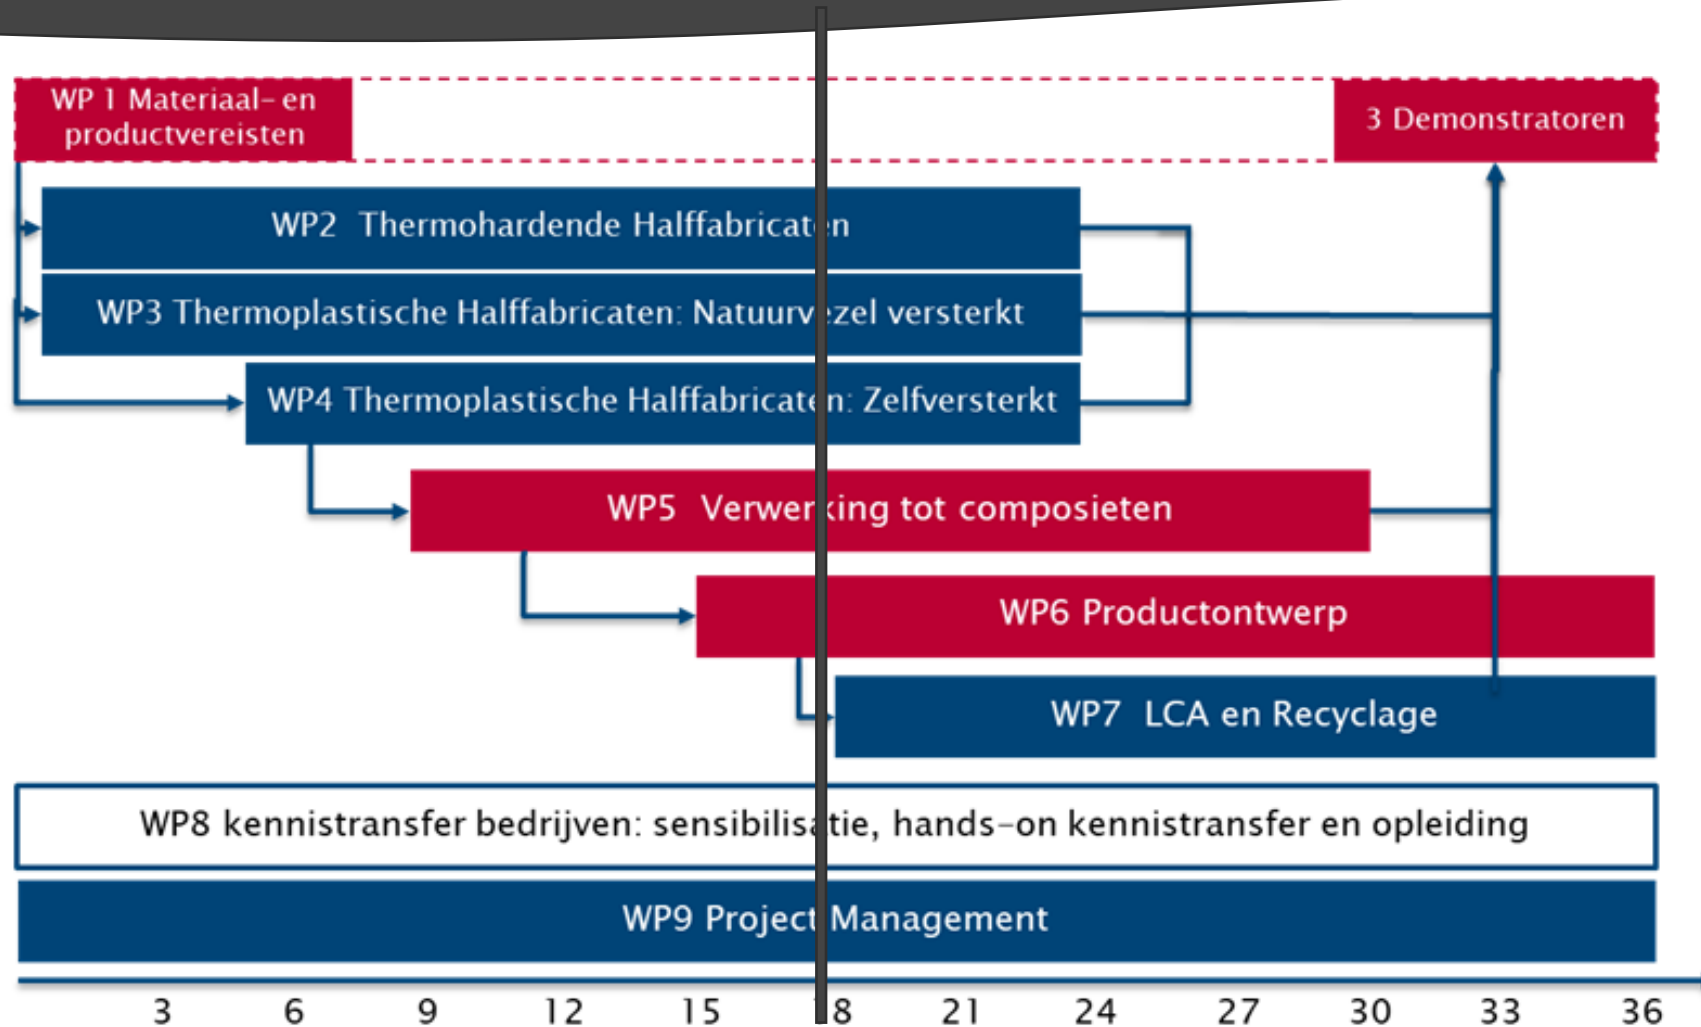 WP 1 Materiaal- en
productvereisten
3 Demonstratoren
WP2 Thermohardende Halffabricaten
WP3 Thermoplastische Halffabricaten: Natuurvezel versterkt
WP4 Thermoplastische Halffabricaten: Zelfversterkt
WP5 Verwerking tot composieten
WP6 Productontwerp
WP7 LCA en Recyclage
WP8 kennistransfer bedrijven: sensibilisatie, hands-on kennistransfer en opleiding
WP9 Project Management
3 6 9 12 15 18 21 24 27 30 33 36